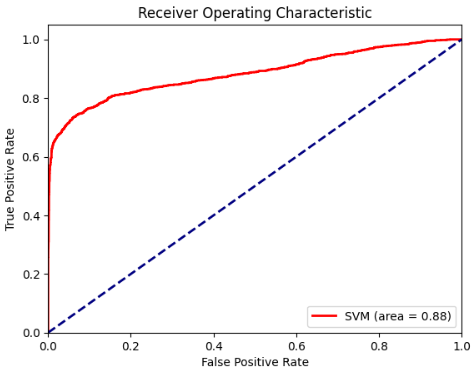 Receiver Operating Characteristic
True Positive Rate
1.0
0.8
0.6
0.4
0.2
0.0
SVM (area = 0.88)
0.0 0.2 0.4 0.6 0.8 1.0
False Positive Rate